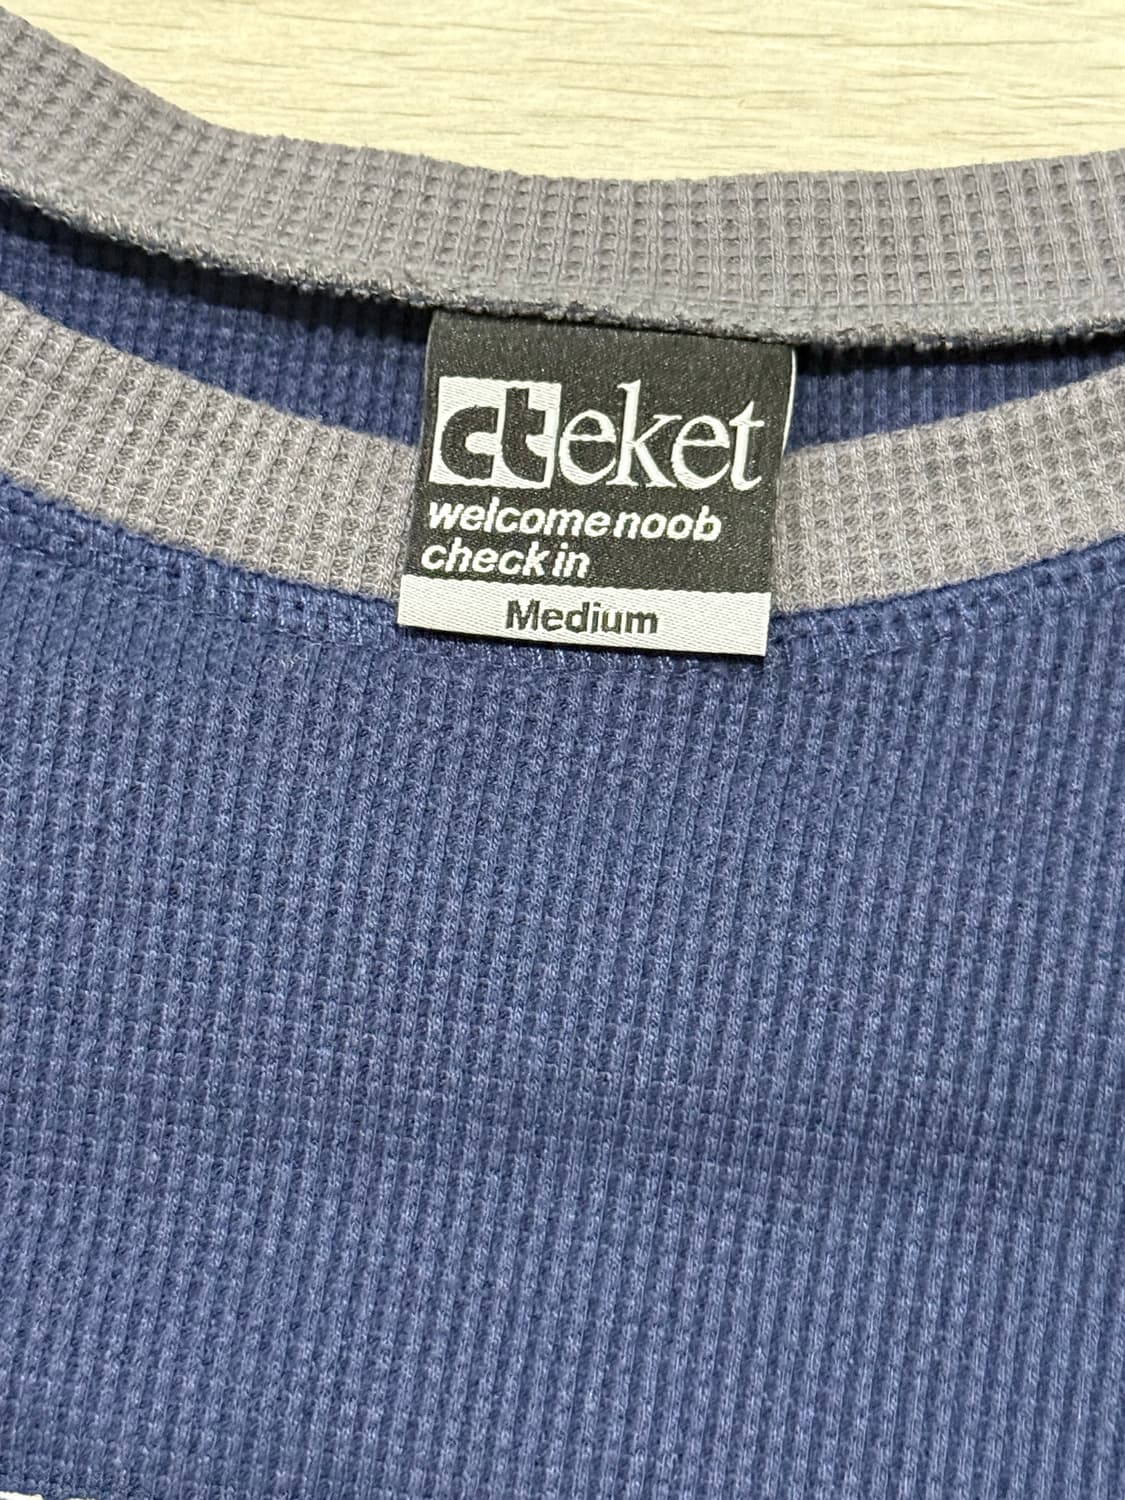 cteket
welcome noob
check in
Medium